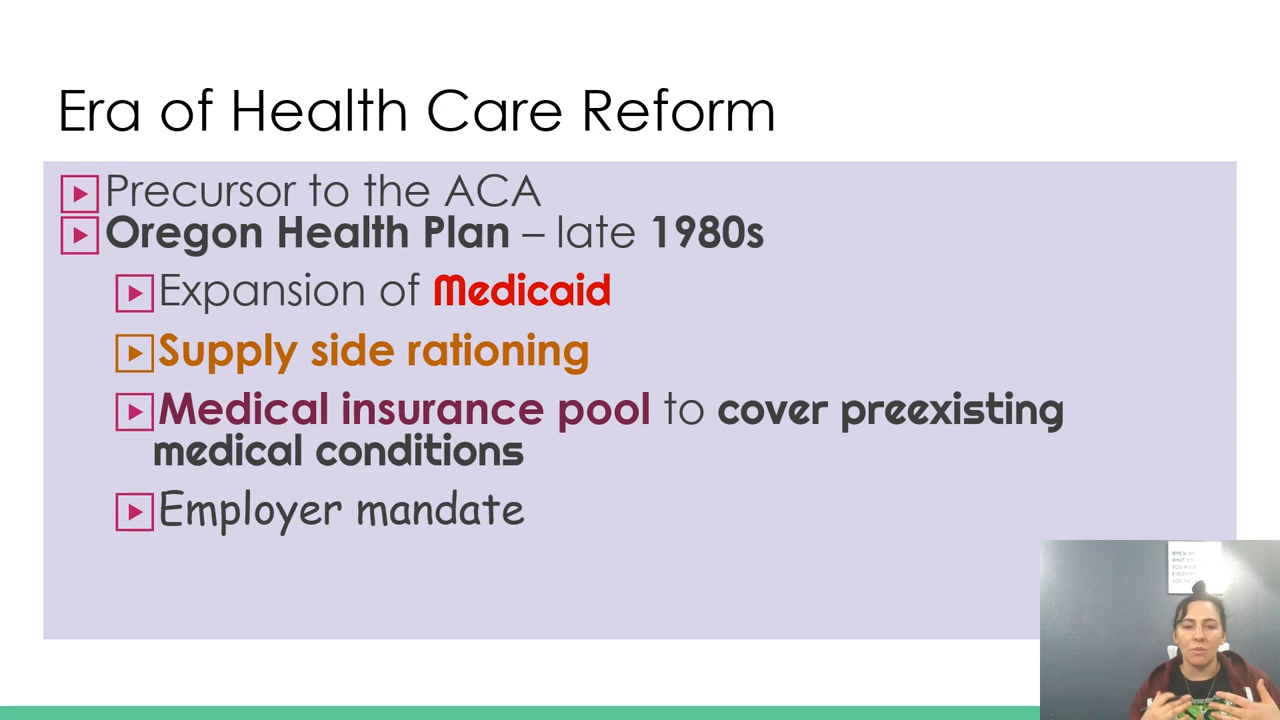 Era of Health Care Reform
Precursor to the ACA
Oregon Health Plan – late 1980s
Expansion of Medicaid
Supply side rationing
Medical insurance pool to cover preexisting
medical conditions
Employer mandate